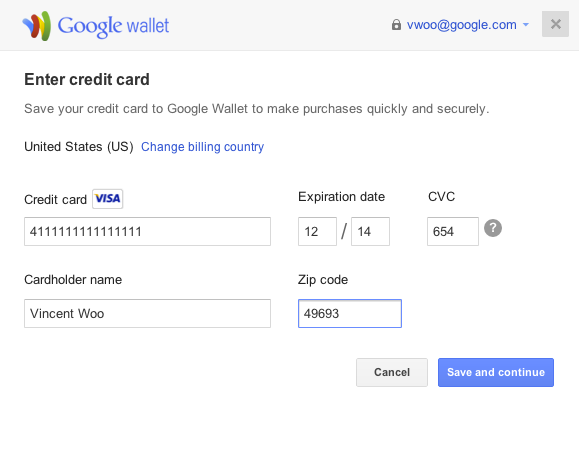 Google wallet
vwoo@google.com
Enter credit card
Save your credit card to Google Wallet to make purchases quickly and securely.
United States (US) Change billing country
Credit card VISA Expiration date CVC
4111111111111111 12 / 14 654 ?
Cardholder name Zip code
Vincent Woo 49693
Cancel Save and continue